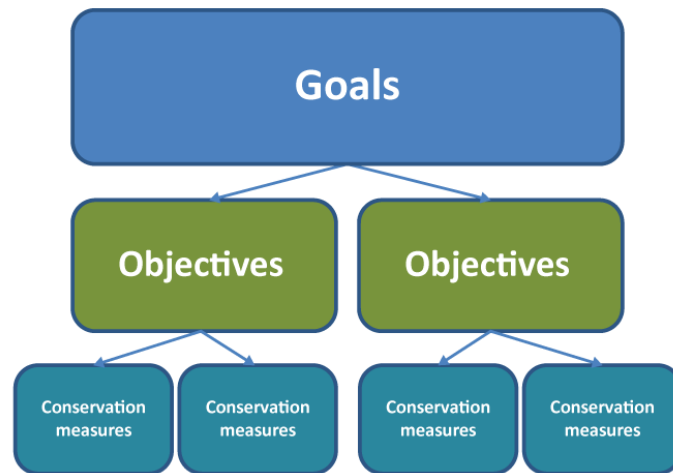 Goals
Objectives
Objectives
Conservation
measures
Conservation
measures
Conservation
measures
Conservation
measures